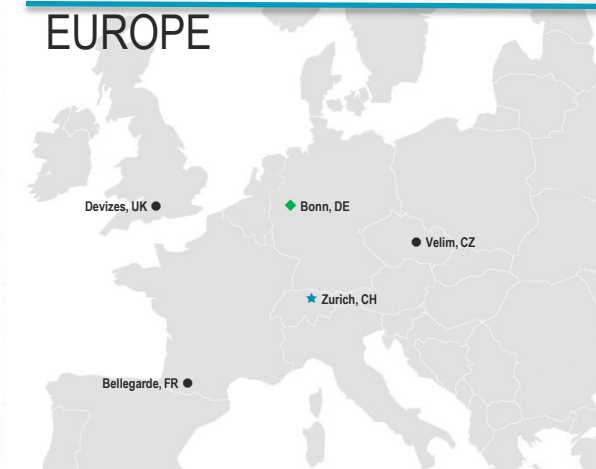 EUROPE
Devizes, UK
Bonn, DE
Velim, CZ
Zurich, CH
Bellegarde, FR